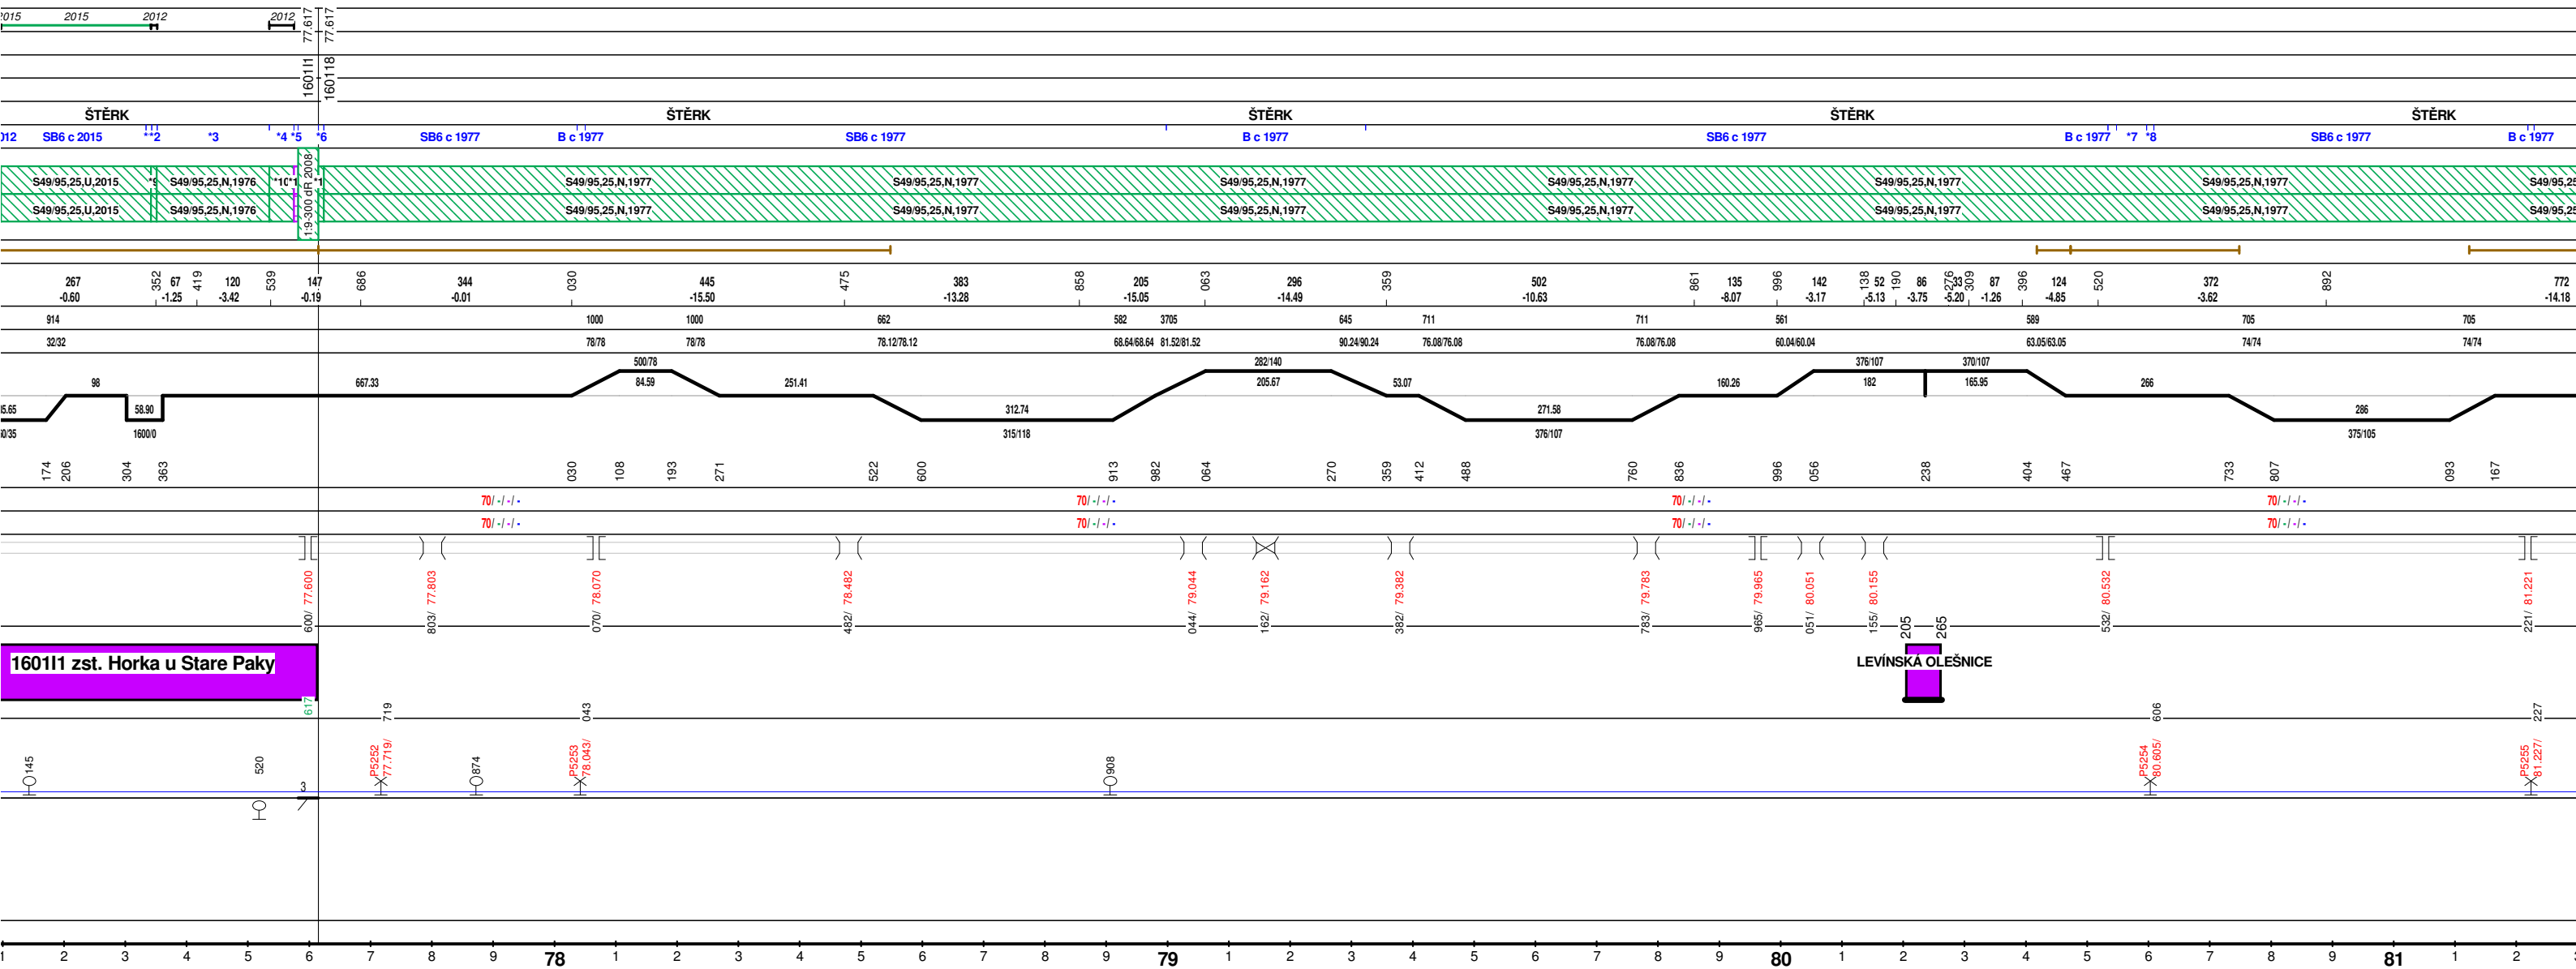 2015 2015 2012 2012 77.617 77.617
1601I1 160118
ŠTĚRK ŠTĚRK ŠTĚRK ŠTĚRK ŠTĚRK
012 SB6 c 2015 **2 *3 *4 *5 *6 SB6 c 1977 B c 1977 SB6 c 1977 B c 1977 SB6 c 1977 B c 1977 *7 *8 SB6 c 1977 B c 1977
S49/95,25,U,2015 S49/95,25,N,1976 *10 *1 *1 S49/95,25,N,1977 S49/95,25,N,1977 S49/95,25,N,1977 S49/95,25,N,1977 S49/95,25,N,1977 S49/95,25,N,1977 S49/95,25
S49/95,25,U,2015 S49/95,25,N,1976 1:9-300 dR 2008 S49/95,25,N,1977 S49/95,25,N,1977 S49/95,25,N,1977 S49/95,25,N,1977 S49/95,25,N,1977 S49/95,25,N,1977 S49/95,25
267 352 67 419 120 539 147 686 344 030 445 475 383 858 205 063 296 359 502 861 135 996 142 138 52 190 86 276 33 309 87 396 124 520 372 892 772
-0.60 -1.25 -3.42 -0.19 -0.01 -15.50 -13.28 -15.05 -14.49 -10.63 -8.07 -3.17 -5.13 -3.75 -5.20 -1.26 -4.85 -3.62 -14.18
914 1000 1000 662 582 3705 645 711 711 561 589 705 705
32/32 78/78 78/78 78.12/78.12 68.64/68.64 81.52/81.52 90.24/90.24 76.08/76.08 76.08/76.08 60.04/60.04 63.05/63.05 74/74 74/74
500/78 282/140 376/107 370/107
98 667.33 84.59 251.41 205.67 53.07 160.26 182 165.95 266
58.90 312.74 271.58 286
1600/0 315/118 376/107 375/105
174 206 304 363 030 108 193 271 522 600 913 982 064 270 359 412 488 760 836 996 056 238 404 467 733 807 093 167
70/ -/ -/ - 70/ -/ -/ - 70/ -/ -/ - 70/ -/ -/ -
70/ -/ -/ - 70/ -/ -/ - 70/ -/ -/ - 70/ -/ -/ -
600/ 77.600 803/ 77.803 070/ 78.070 482/ 78.482 044/ 79.044 162/ 79.162 382/ 79.382 783/ 79.783 965/ 79.965 051/ 80.051 155/ 80.155 532/ 80.532 221/ 81.221
205 265
1601I1 zst. Horka u Stare Paky LEVÍNSKÁ OLEŠNICE
617 719 043 606 227
145 520 3 P5252 77.719/ 874 P5253 78.043/ 908 P5254 80.605/ P5255 81.227/
1 2 3 4 5 6 7 8 9 78 1 2 3 4 5 6 7 8 9 79 1 2 3 4 5 6 7 8 9 80 1 2 3 4 5 6 7 8 9 81 1 2